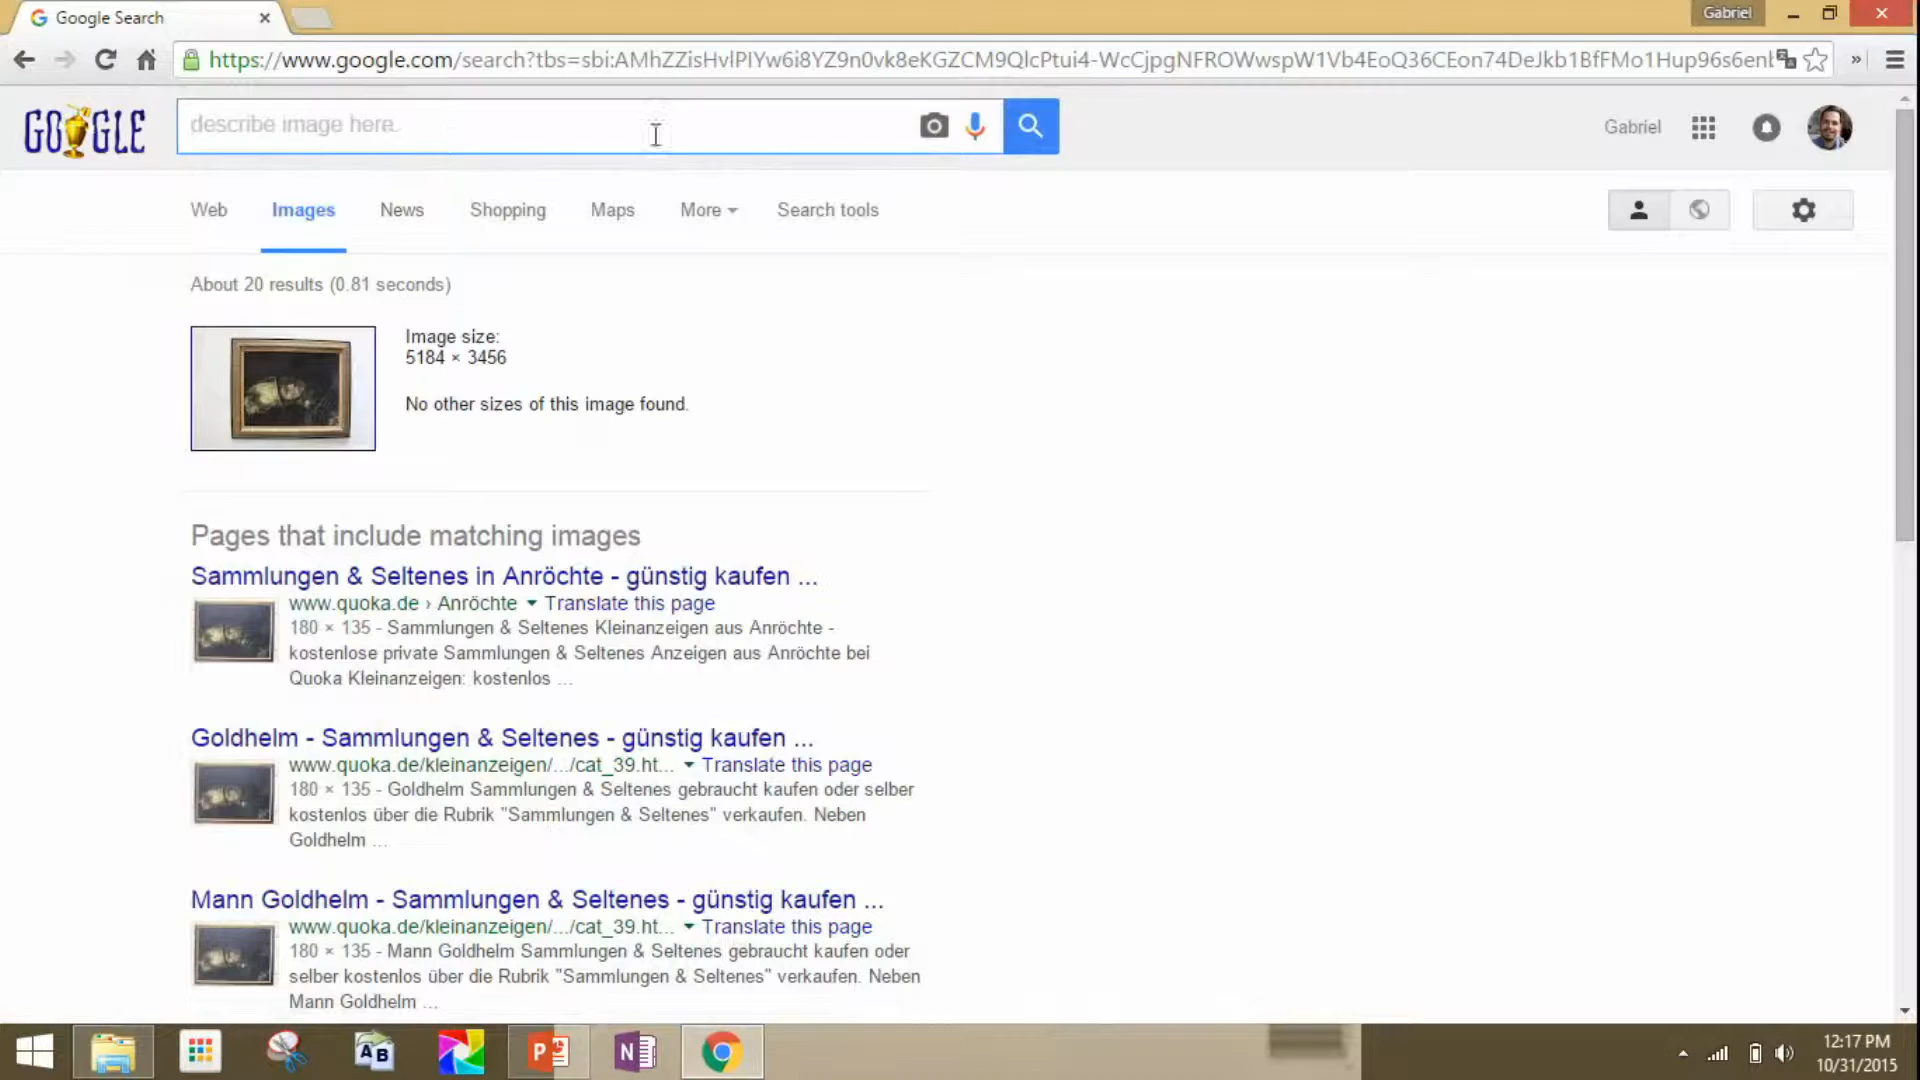 Google Search
Gabriel
https://www.google.com/search?tbs=sbi:AMhZZisHvlPIYw6i8YZ9n0vk8eKGZCM9QlcPtui4-WcCjpgNFROWwspW1Vb4EoQ36CEon74DeJkb1BfFMo1Hup96s6enb
GOOGLE
describe image here.
Gabriel
Web Images News Shopping Maps More Search tools
About 20 results (0.81 seconds)
Image size:
5184 × 3456
No other sizes of this image found.
Pages that include matching images
Sammlungen & Seltenes in Anröchte - günstig kaufen ...
www.quoka.de › Anröchte ▾ Translate this page
180 × 135 - Sammlungen & Seltenes Kleinanzeigen aus Anröchte -
kostenlose private Sammlungen & Seltenes Anzeigen aus Anröchte bei
Quoka Kleinanzeigen: kostenlos ...
Goldhelm - Sammlungen & Seltenes - günstig kaufen ...
www.quoka.de/kleinanzeigen/.../cat_39.ht... ▾ Translate this page
180 × 135 - Goldhelm Sammlungen & Seltenes gebraucht kaufen oder selber
kostenlos über die Rubrik "Sammlungen & Seltenes" verkaufen. Neben
Goldhelm ...
Mann Goldhelm - Sammlungen & Seltenes - günstig kaufen ...
www.quoka.de/kleinanzeigen/.../cat_39.ht... ▾ Translate this page
180 × 135 - Mann Goldhelm Sammlungen & Seltenes gebraucht kaufen oder
selber kostenlos über die Rubrik "Sammlungen & Seltenes" verkaufen. Neben
Mann Goldhelm ...
AB
P
N
12:17 PM
10/31/2015